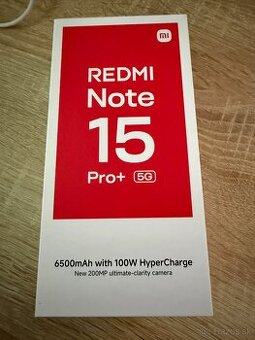 mi
REDMI
Note
15
Pro+ 5G
6500mAh with 100W HyperCharge
New 200MP ultimate-clarity camera